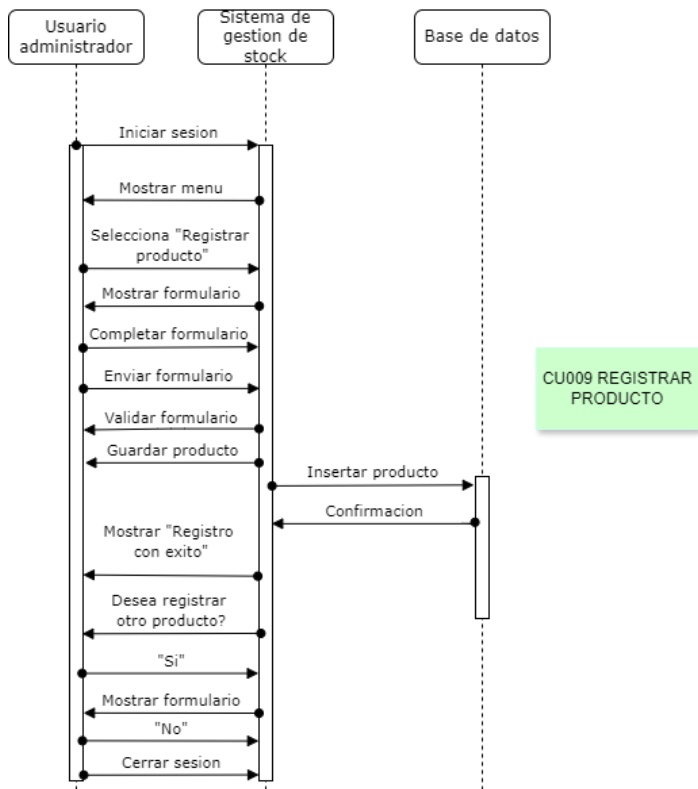 Usuario
administrador
Sistema de
gestion de
stock
Base de datos
Iniciar sesion
Mostrar menu
Selecciona "Registrar
producto"
Mostrar formulario
Completar formulario
Enviar formulario
CU009 REGISTRAR
PRODUCTO
Validar formulario
Guardar producto
Insertar producto
Confirmacion
Mostrar "Registro
con exito"
Desea registrar
otro producto?
"Si"
Mostrar formulario
"No"
Cerrar sesion